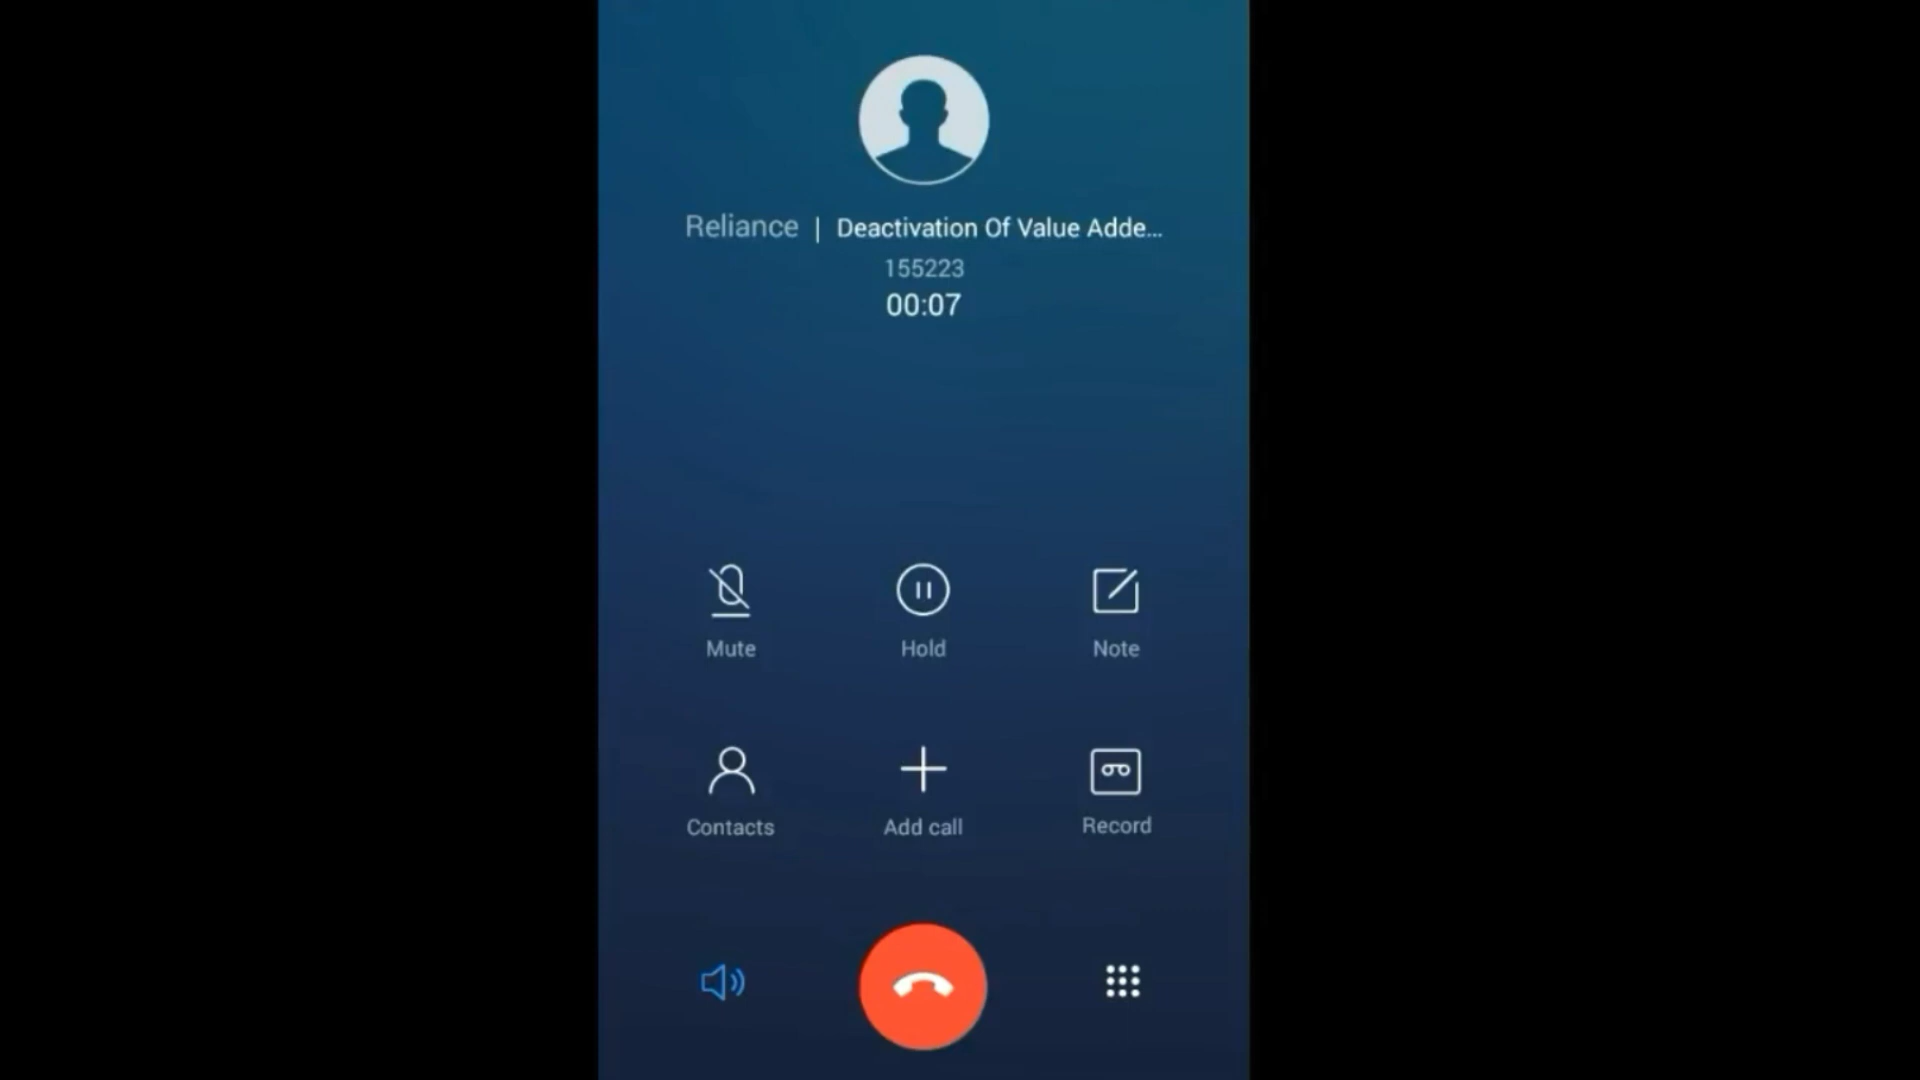 Reliance | Deactivation Of Value Adde...
155223
00:07
Mute Hold Note
Contacts Add call Record